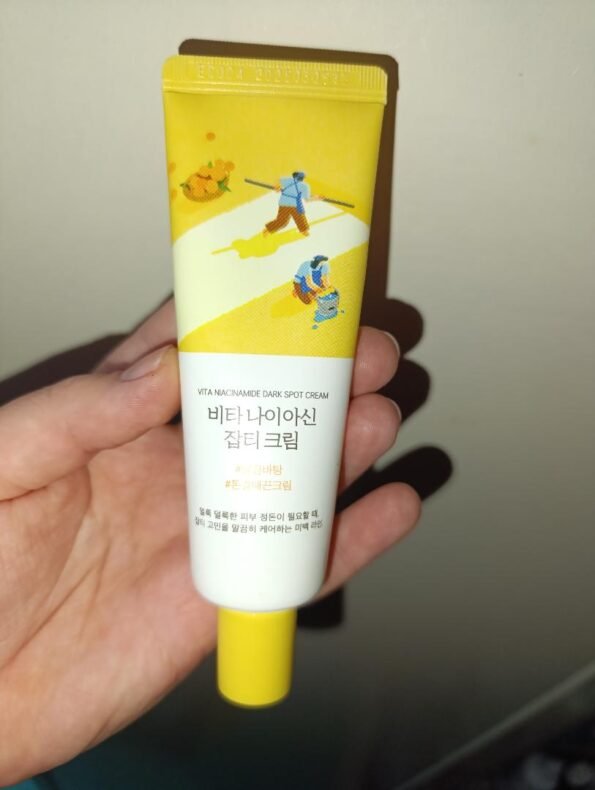 VITA NIACINAMIDE DARK SPOT CREAM
비타 나이아신
잡티 크림
얼룩 덜룩한 피부 정돈이 필요할 때,
잡티 고민을 말끔히 케어하는 미백 라인